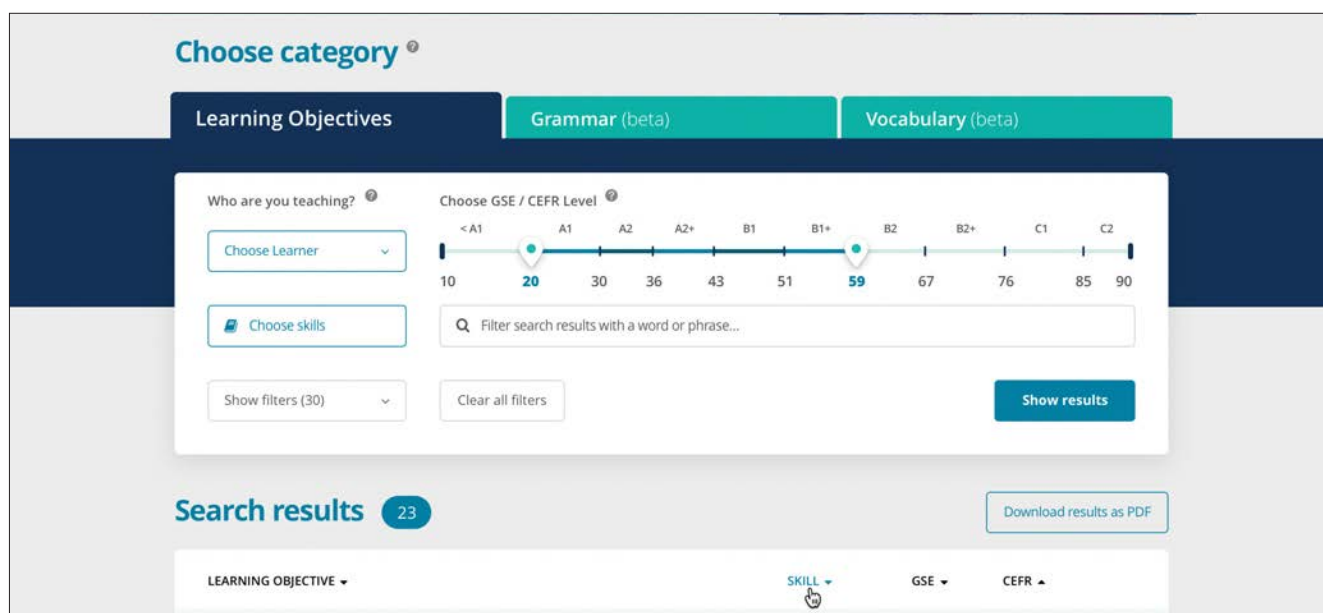 Choose category
Learning Objectives
Grammar (beta)
Vocabulary (beta)
Who are you teaching?
Choose GSE / CEFR Level
< A1 A1 A2 A2+ B1 B1+ B2 B2+ C1 C2
Choose Learner
10 20 30 36 43 51 59 67 76 85 90
Choose skills
Filter search results with a word or phrase...
Show filters (30)
Clear all filters
Show results
Search results 23
Download results as PDF
LEARNING OBJECTIVE SKILL GSE CEFR